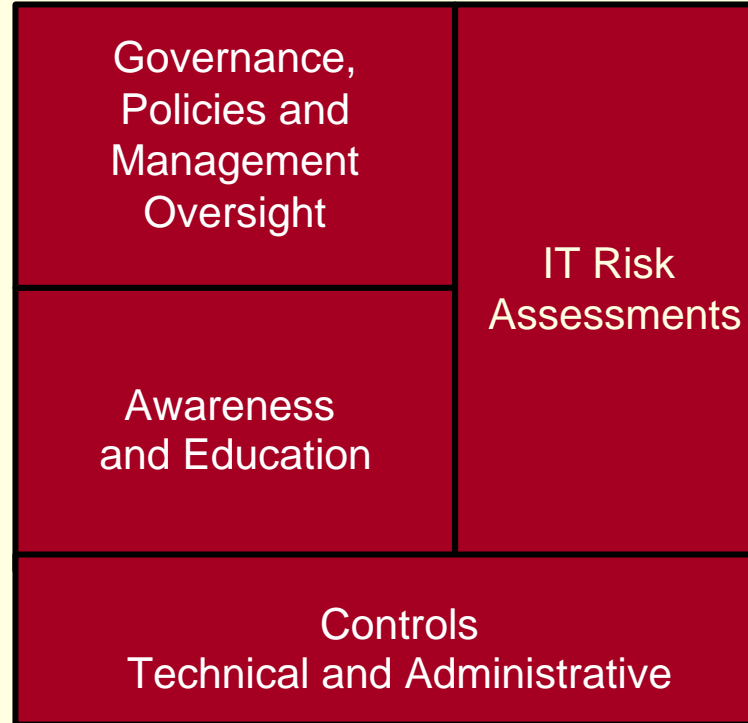 Governance,
Policies and
Management
Oversight
IT Risk
Assessments
Awareness
and Education
Controls
Technical and Administrative